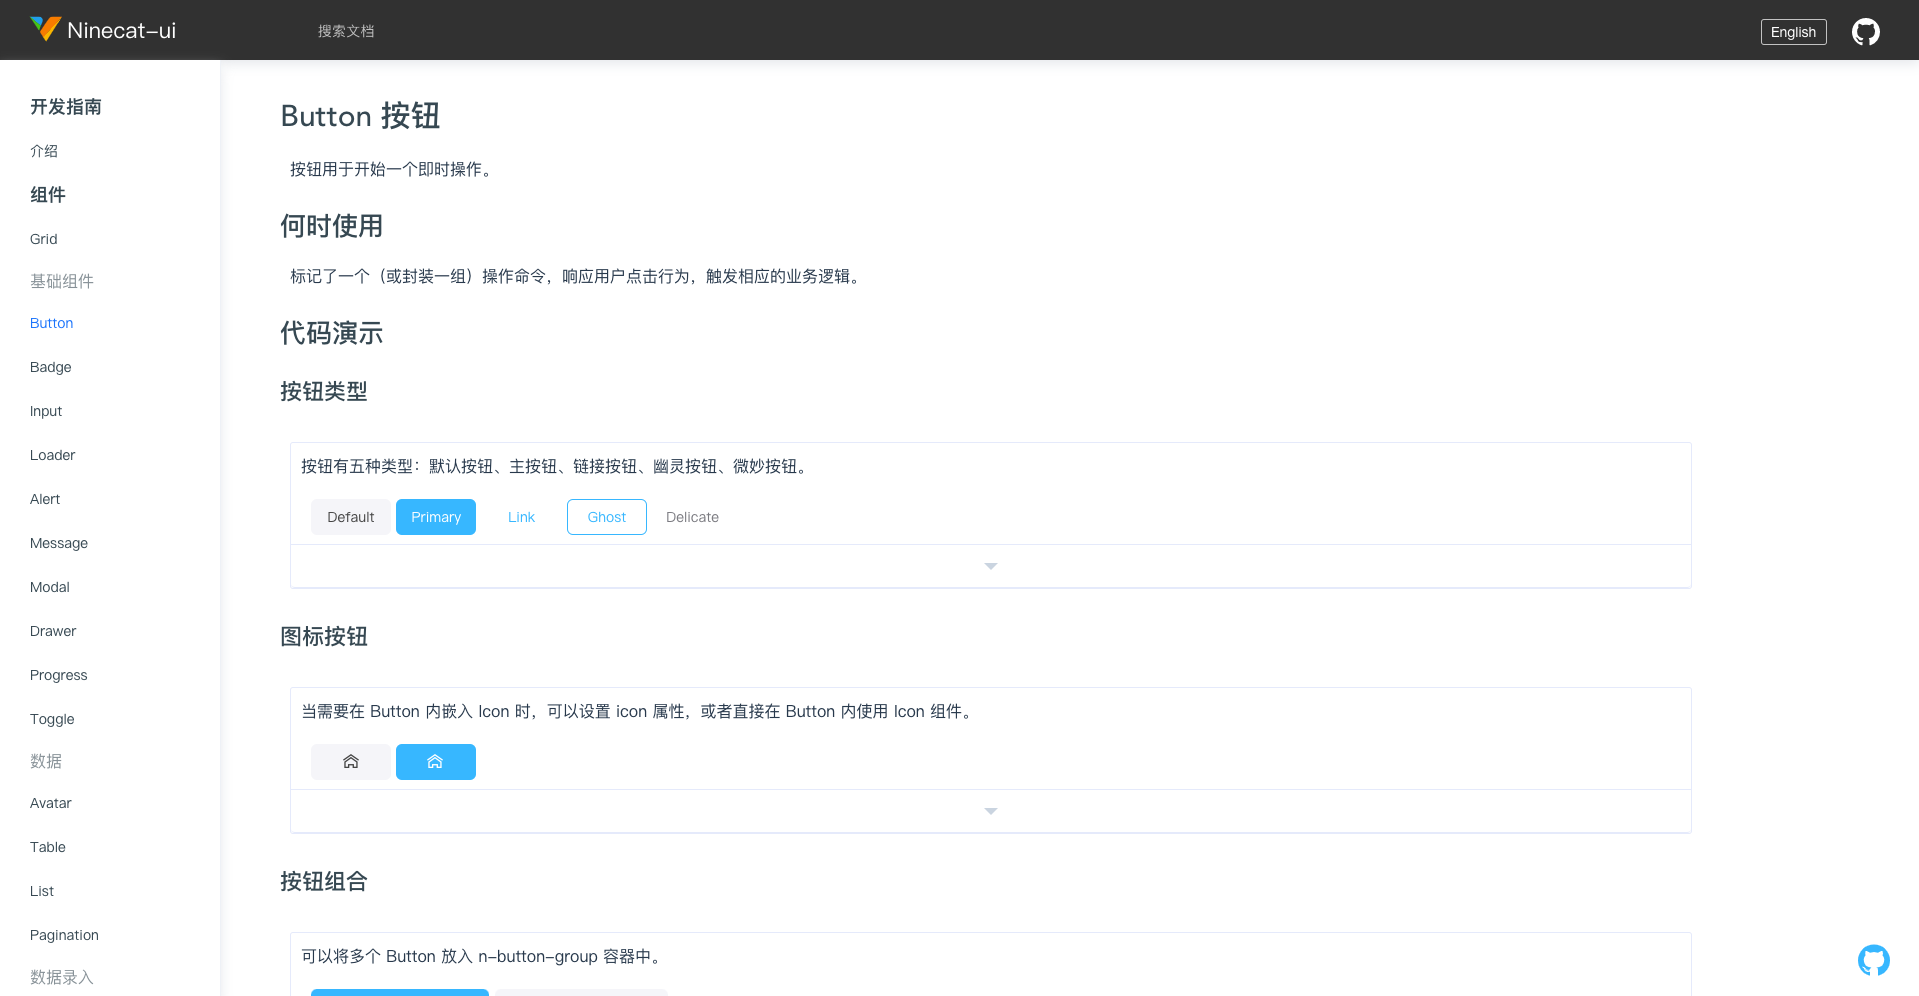 Ninecat-ui
搜索文档
English
开发指南
介绍
组件
Grid
基础组件
Button
Badge
Input
Loader
Alert
Message
Modal
Drawer
Progress
Toggle
数据
Avatar
Table
List
Pagination
数据录入
Button 按钮
按钮用于开始一个即时操作。
何时使用
标记了一个（或封装一组）操作命令，响应用户点击行为，触发相应的业务逻辑。
代码演示
按钮类型
按钮有五种类型：默认按钮、主按钮、链接按钮、幽灵按钮、微妙按钮。
Default Primary Link Ghost Delicate
图标按钮
当需要在 Button 内嵌入 Icon 时，可以设置 icon 属性，或者直接在 Button 内使用 Icon 组件。
按钮组合
可以将多个 Button 放入 n-button-group 容器中。